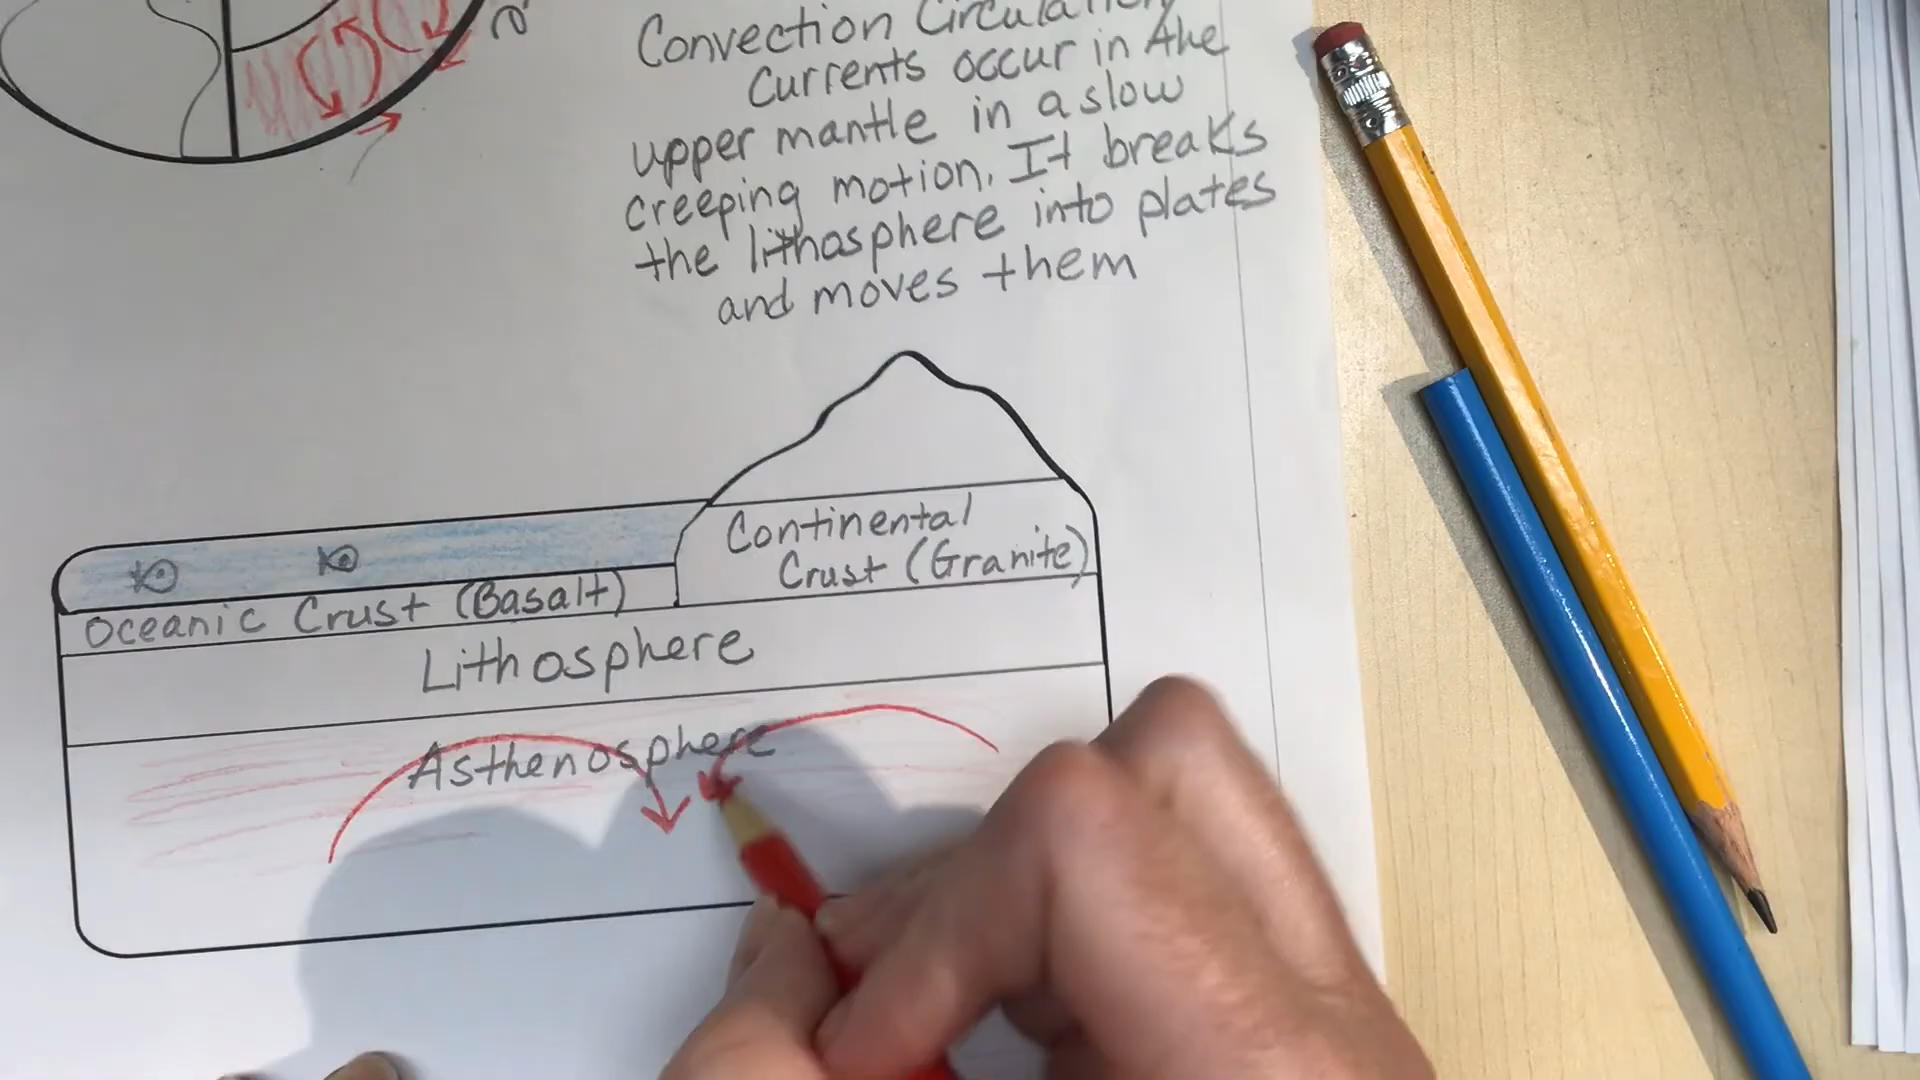 Convection Circulation
Currents occur in the
upper mantle in a slow
creeping motion. It breaks
the lithosphere into plates
and moves them
Continental
Crust (Granite)
Oceanic Crust (Basalt)
Lithosphere
Asthenosphere